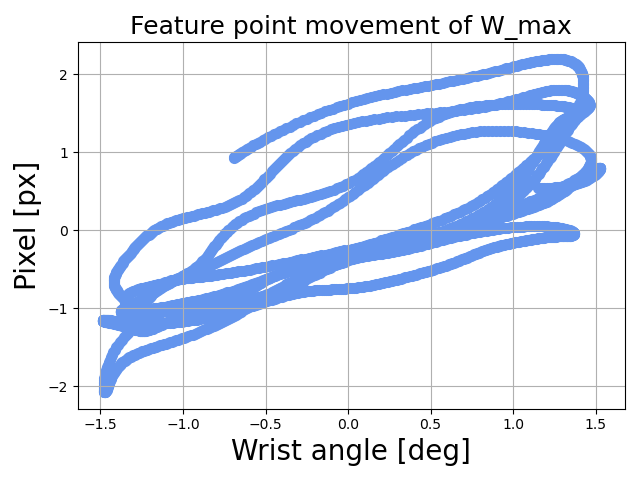 Feature point movement of W_max
Pixel [px]
2
1
0
−1
−2
−1.5 −1.0 −0.5 0.0 0.5 1.0 1.5
Wrist angle [deg]